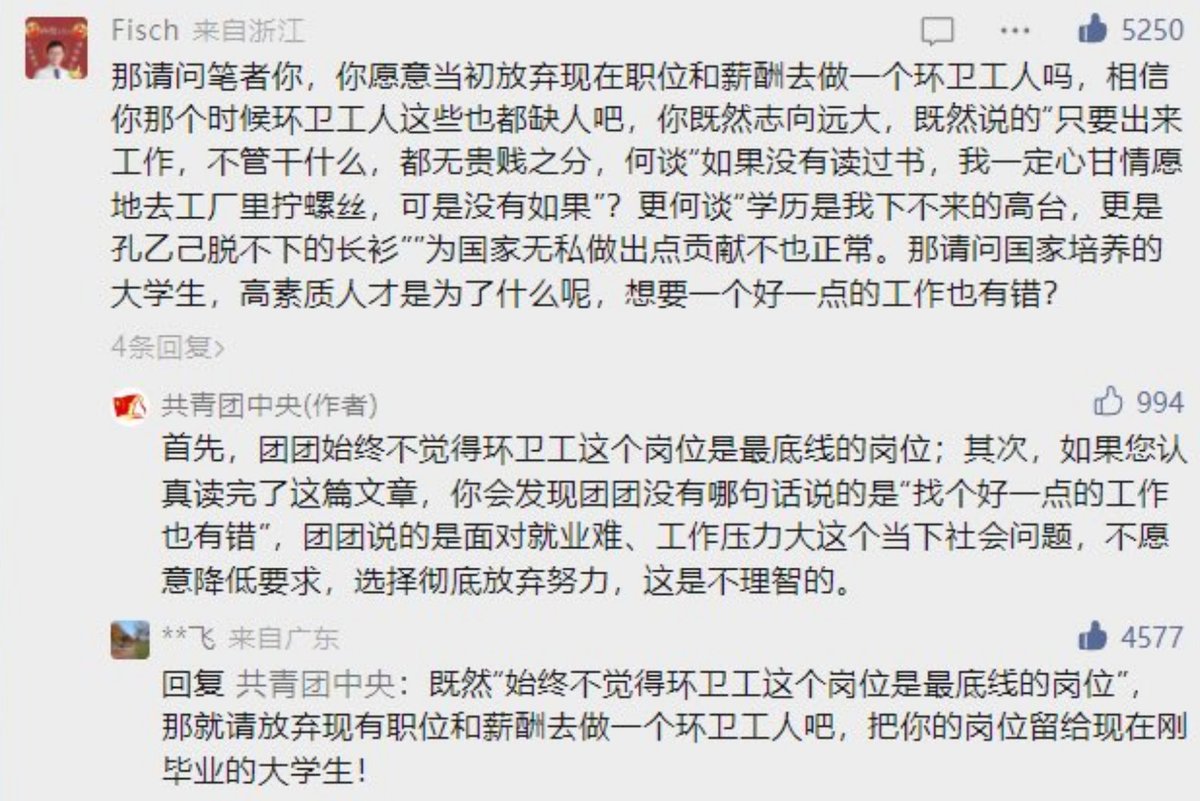 Fisch 来自浙江 5250
那请问笔者你，你愿意当初放弃现在职位和薪酬去做一个环卫工人吗，相信
你那个时候环卫工人这些也都缺人吧，你既然志向远大，既然说的“只要出来
工作，不管干什么，都无贵贱之分，何谈“如果没有读过书，我一定心甘情愿
地去工厂里拧螺丝，可是没有如果”？更何谈“学历是我下不来的高台，更是
孔乙己脱不下的长衫”“为国家无私做出点贡献不也正常。那请问国家培养的
大学生，高素质人才是为了什么呢，想要一个好一点的工作也有错？
4条回复>
共青团中央(作者) 994
首先，团团始终不觉得环卫工这个岗位是最底线的岗位；其次，如果您认
真读完了这篇文章，你会发现团团没有哪句话说的是“找个好一点的工作
也有错”，团团说的是面对就业难、工作压力大这个当下社会问题，不愿
意降低要求，选择彻底放弃努力，这是不理智的。
**飞 来自广东 4577
回复 共青团中央：既然“始终不觉得环卫工这个岗位是最底线的岗位”，
那就请放弃现有职位和薪酬去做一个环卫工人吧，把你的岗位留给现在刚
毕业的大学生！